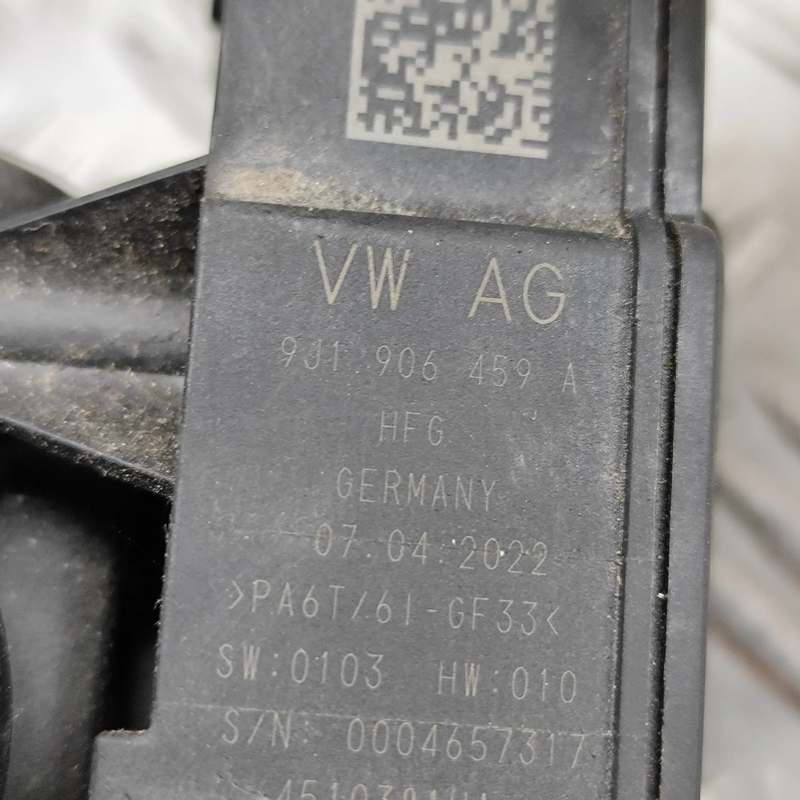 VW AG
9J1 906 459 A
HFG
GERMANY
07.04.2022
>PA6T/6I-GF33<
SW:0103 HW:010
S/N: 0004657317